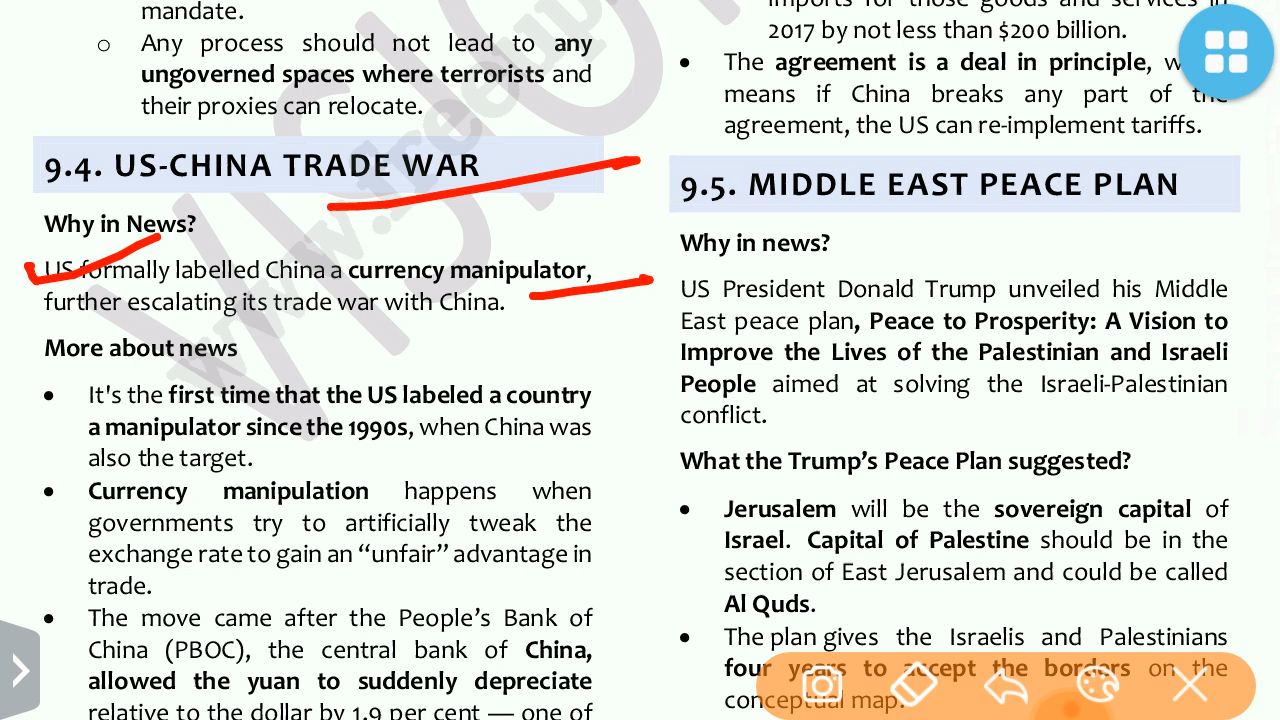 mandate.
o Any process should not lead to any
ungoverned spaces where terrorists and
their proxies can relocate.
9.4. US-CHINA TRADE WAR
Why in News?
US formally labelled China a currency manipulator,
further escalating its trade war with China.
More about news
• It's the first time that the US labeled a country
a manipulator since the 1990s, when China was
also the target.
• Currency manipulation happens when
governments try to artificially tweak the
exchange rate to gain an “unfair” advantage in
trade.
• The move came after the People’s Bank of
China (PBOC), the central bank of China,
allowed the yuan to suddenly depreciate
relative to the dollar by 1.9 per cent — one of
imports for those goods and services in
2017 by not less than $200 billion.
• The agreement is a deal in principle,
means if China breaks any part of the
agreement, the US can re-implement tariffs.
9.5. MIDDLE EAST PEACE PLAN
Why in news?
US President Donald Trump unveiled his Middle
East peace plan, Peace to Prosperity: A Vision to
Improve the Lives of the Palestinian and Israeli
People aimed at solving the Israeli-Palestinian
conflict.
What the Trump’s Peace Plan suggested?
• Jerusalem will be the sovereign capital of
Israel. Capital of Palestine should be in the
section of East Jerusalem and could be called
Al Quds.
• The plan gives the Israelis and Palestinians
four years to accept the borders on the
conceptual map.